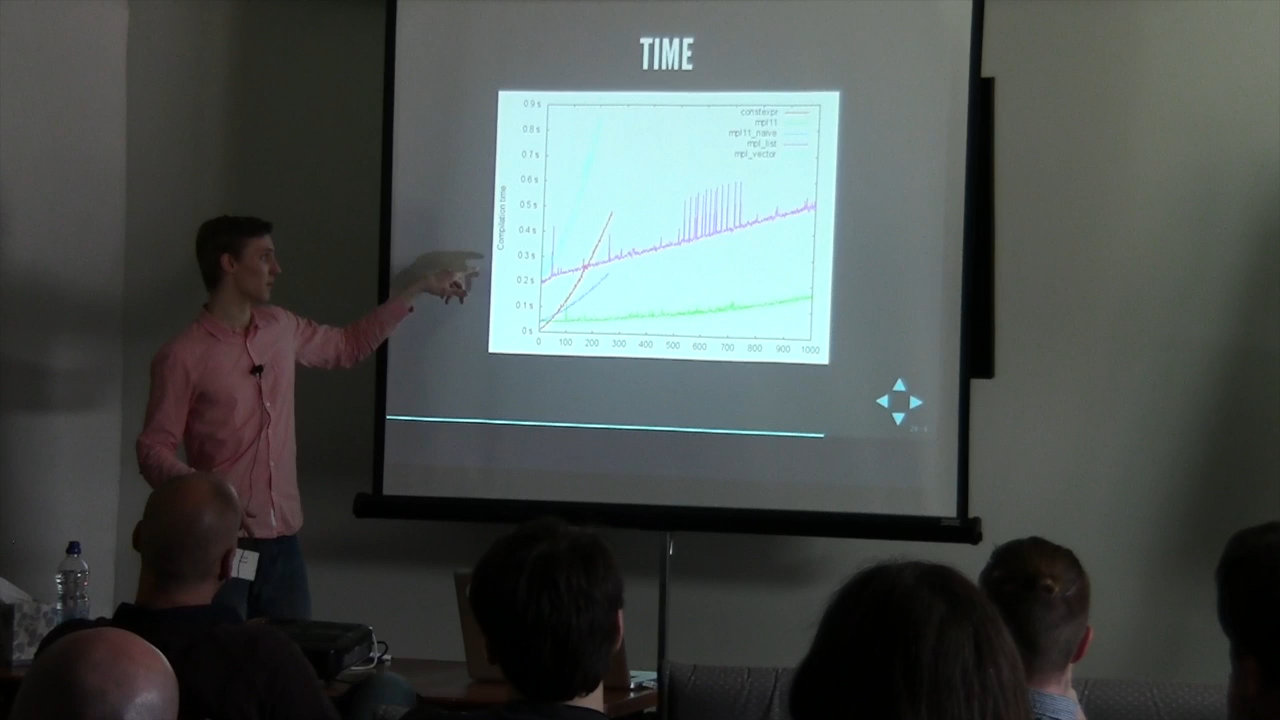 TIME
0.9 s
0.8 s
0.7 s
0.6 s
0.5 s
0.4 s
0.3 s
0.2 s
0.1 s
0 s
Compilation time
constexpr
mpl11
mpl11_naive
mpl_list
mpl_vector
0 100 200 300 400 500 600 700 800 900 1000